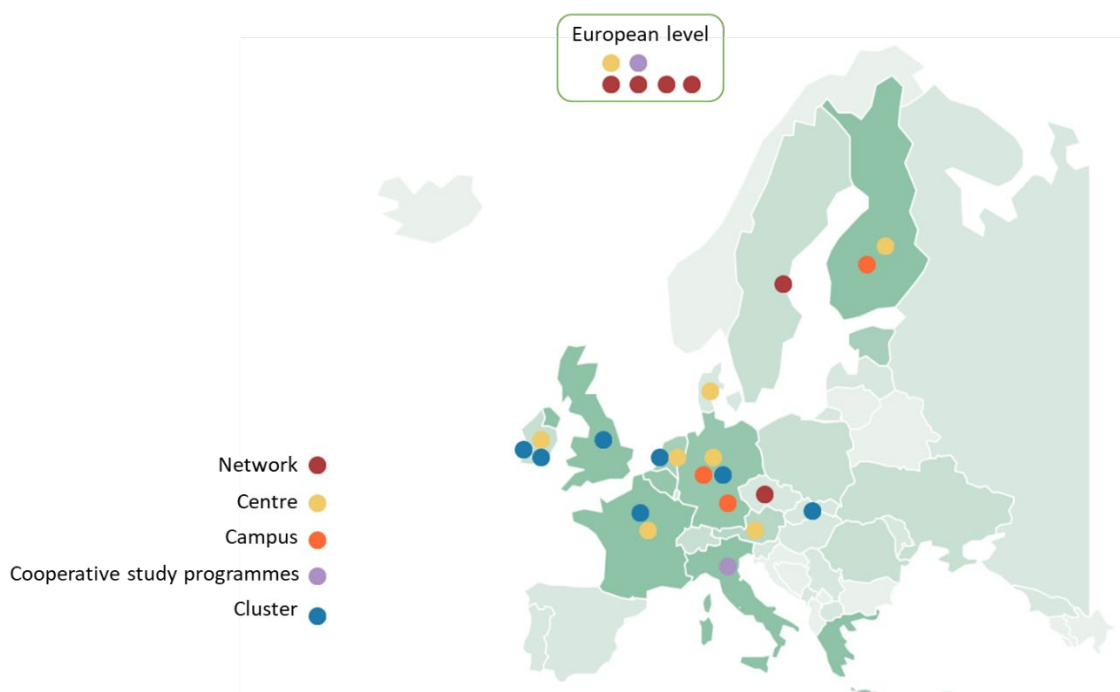 European level
Network
Centre
Campus
Cooperative study programmes
Cluster